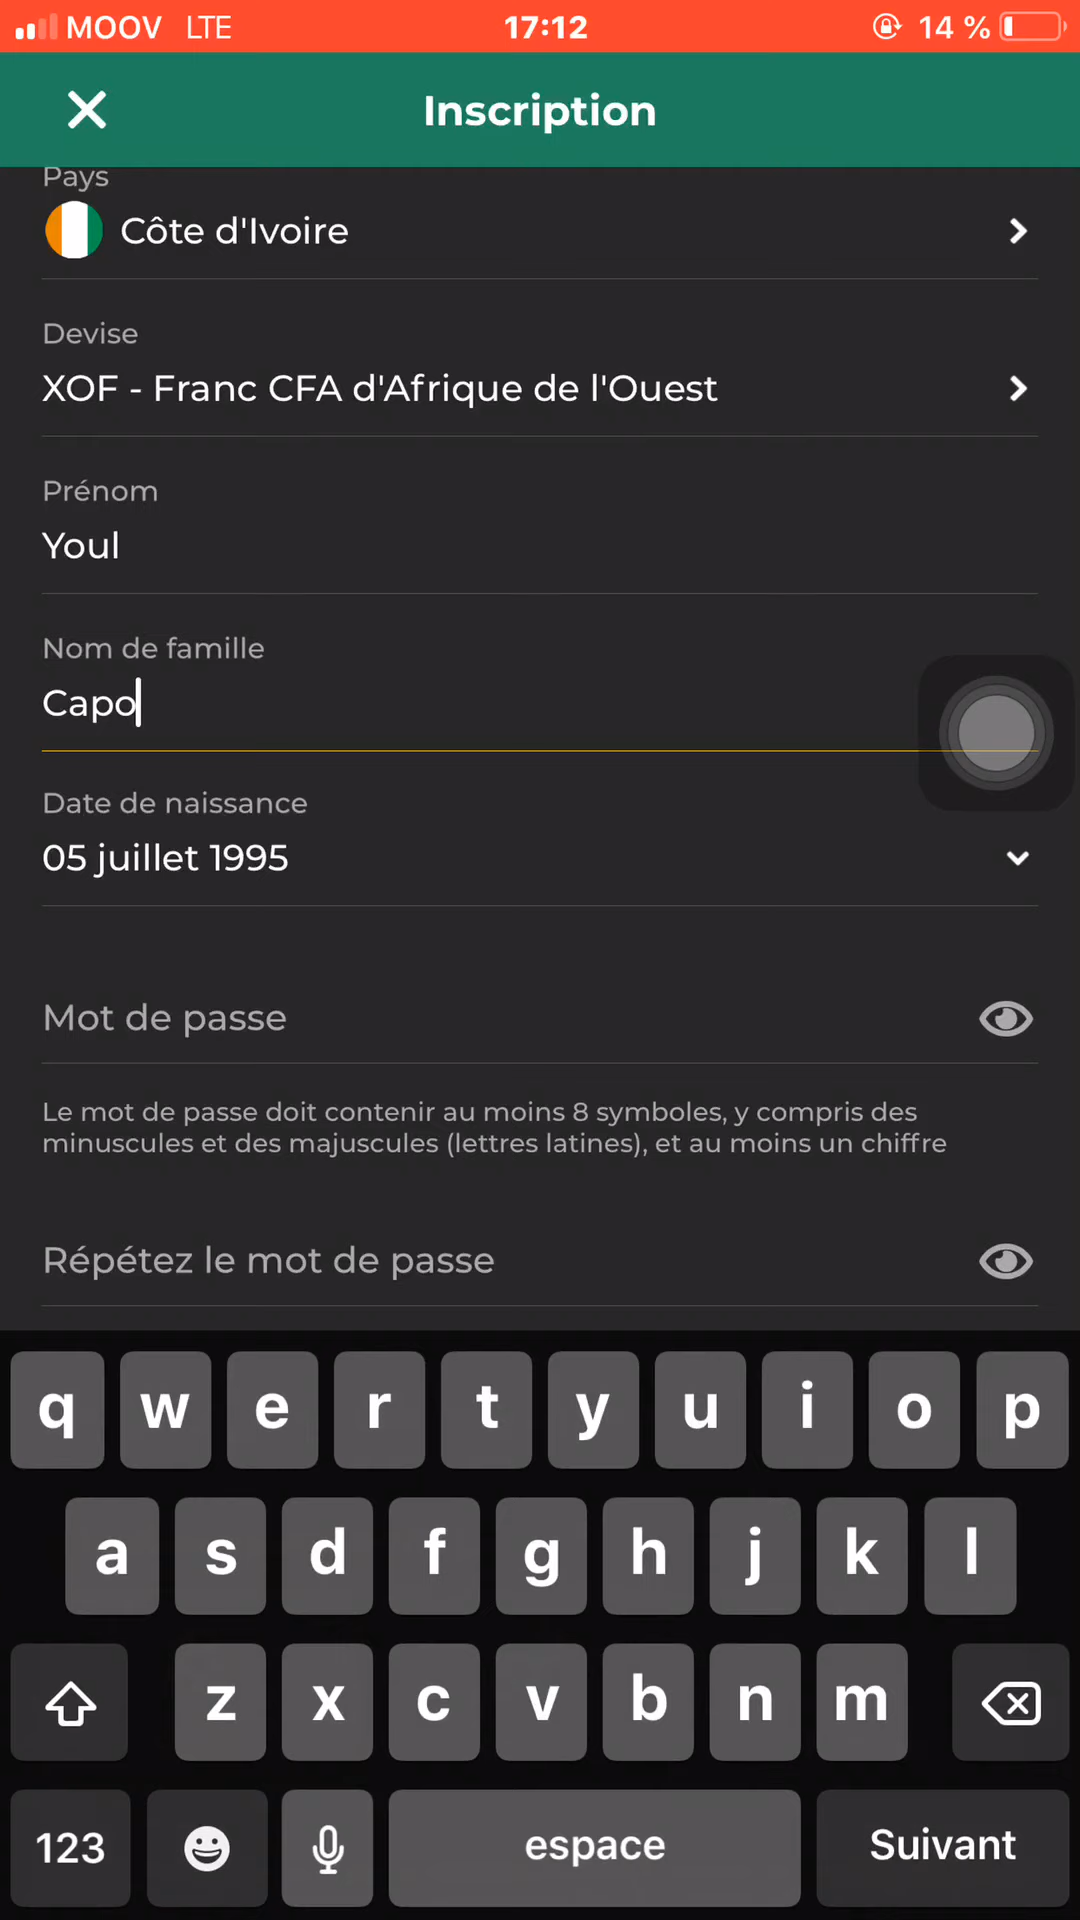 MOOV LTE 17:12 14 %
Inscription
Pays
Côte d'Ivoire
Devise
XOF - Franc CFA d'Afrique de l'Ouest
Prénom
Youl
Nom de famille
Capo
Date de naissance
05 juillet 1995
Mot de passe
Le mot de passe doit contenir au moins 8 symboles, y compris des
minuscules et des majuscules (lettres latines), et au moins un chiffre
Répétez le mot de passe
q w e r t y u i o p
a s d f g h j k l
z x c v b n m
123 espace Suivant